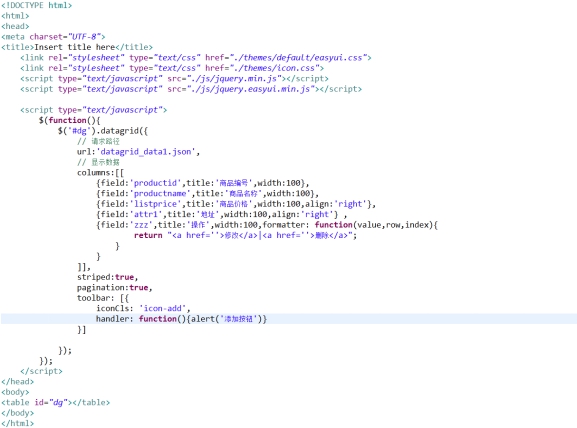 <!DOCTYPE html>
<html>
<head>
<meta charset="UTF-8">
<title>Insert title here</title>
    <link rel="stylesheet" type="text/css" href="./themes/default/easyui.css">
    <link rel="stylesheet" type="text/css" href="./themes/icon.css">
    <script type="text/javascript" src="./js/jquery.min.js"></script>
    <script type="text/javascript" src="./js/jquery.easyui.min.js"></script>
    <script type="text/javascript">
        $(function(){
            $('#dg').datagrid({
                // 请求路径
                url:'datagrid_data1.json',
                // 显示数据
                columns:[[
                    {field:'productid',title:'商品编号',width:100},
                    {field:'productname',title:'商品名称',width:100},
                    {field:'listprice',title:'商品价格',width:100,align:'right'},
                    {field:'attr1',title:'地址',width:100,align:'right'} ,
                    {field:'zzz',title:'操作',width:100,formatter: function(value,row,index){
                            return "<a href=''>修改</a>|<a href=''>删除</a>";
                        }
                    }
                ]],
                striped:true,
                pagination:true,
                toolbar: [{
                    iconCls: 'icon-add',
                    handler: function(){alert('添加按钮')}
                }]
            });
        });
    </script>
</head>
<body>
<table id="dg"></table>
</body>
</html>